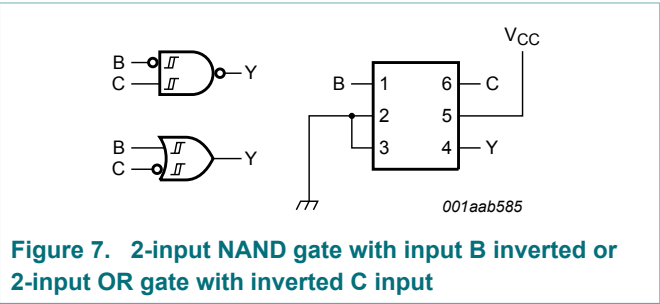 V_CC
B
C
Y
B
C
Y
B 1 6 C
2 5
3 4 Y
001aab585
Figure 7. 2-input NAND gate with input B inverted or
2-input OR gate with inverted C input